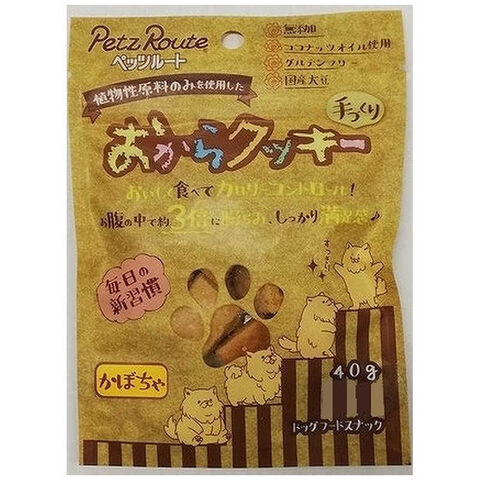 Petz Route
ペッツルート
無添加
ココナッツオイル使用
グルテンフリー
国産大豆
植物性原料のみを使用した
手づくり
おからクッキー
おいしく食べてカロリーコントロール!
お腹の中で約3倍に膨らみ、しっかり満足感♪
すっきり
毎日の
新習慣
かぼちゃ
40g
ドッグフードスナック